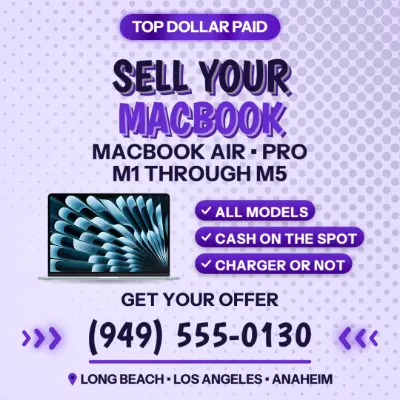 TOP DOLLAR PAID
SELL YOUR
MACBOOK
MACBOOK AIR • PRO
M1 THROUGH M5
ALL MODELS
CASH ON THE SPOT
CHARGER OR NOT
GET YOUR OFFER
(949) 555-0130
LONG BEACH • LOS ANGELES • ANAHEIM